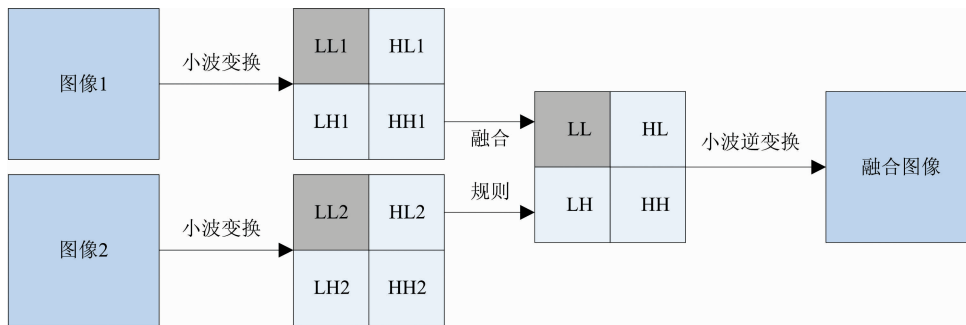 图像1
小波变换
LL1
HL1
LH1
HH1
融合
规则
LL
HL
LH
HH
小波逆变换
融合图像
图像2
小波变换
LL2
HL2
LH2
HH2